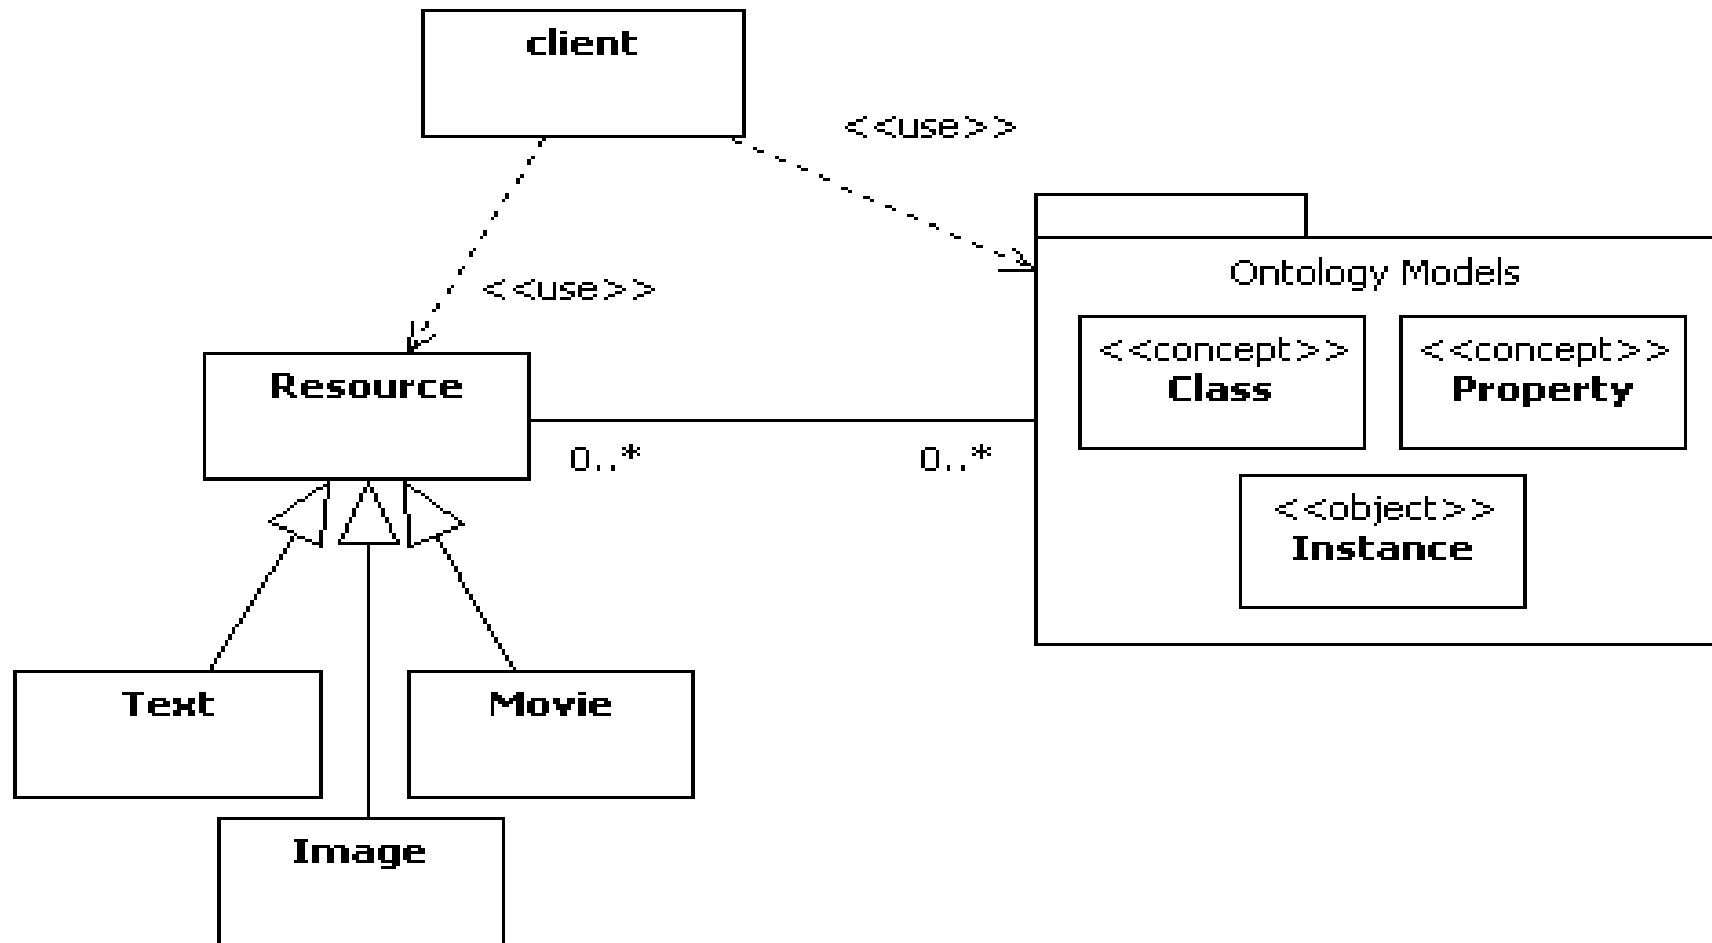 client
<<use>>
<<use>>
Ontology Models
<<concept>>
Class
<<concept>>
Property
Resource
0..*
0..*
<<object>>
Instance
Text
Movie
Image